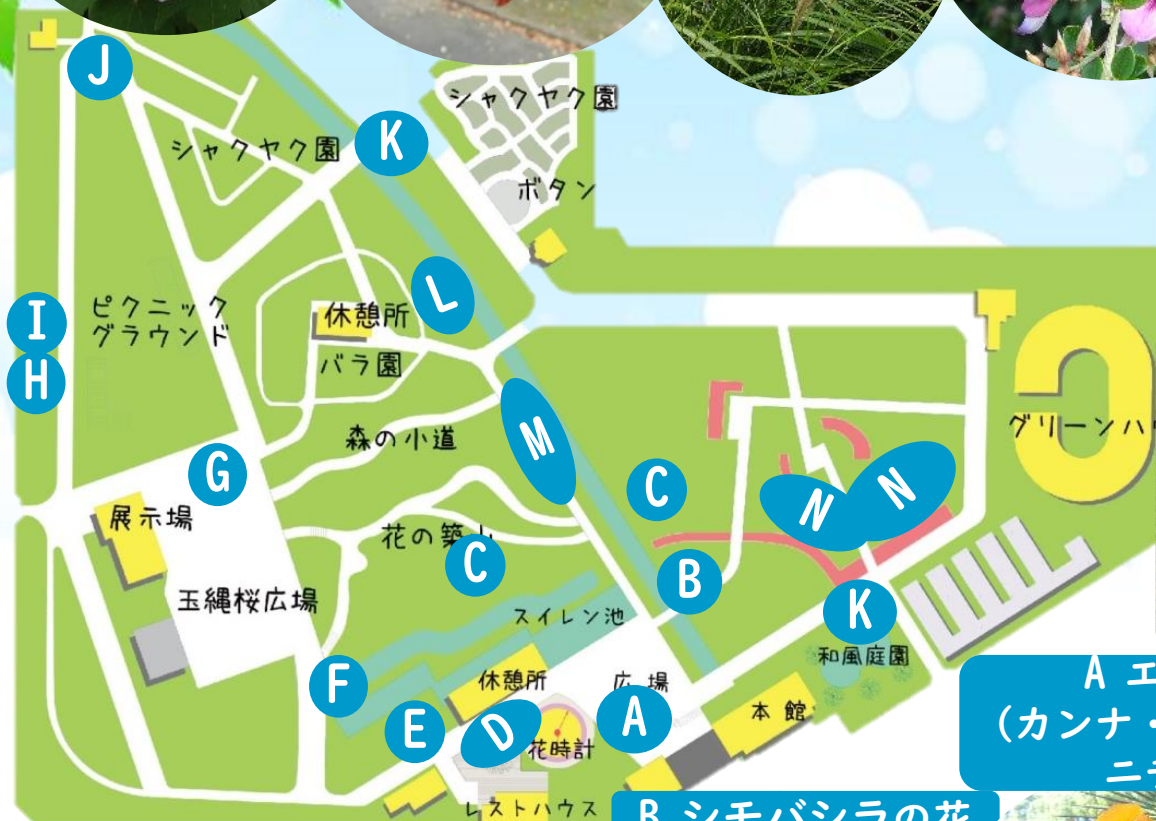 J
シャクヤク園
シャクヤク園
K
ボタン
L
I
ピクニック
グラウンド
休憩所
H
バラ園
M
グリーンハ
森の小道
G
C
N
N
展示場
花の築山
C
B
玉縄桜広場
スイレン池
K
和風庭園
F
休憩所
広場
A
本館
E
D
花時計
レストハウス
A エ
(カンナ・
ニチ
B シモバシラの花